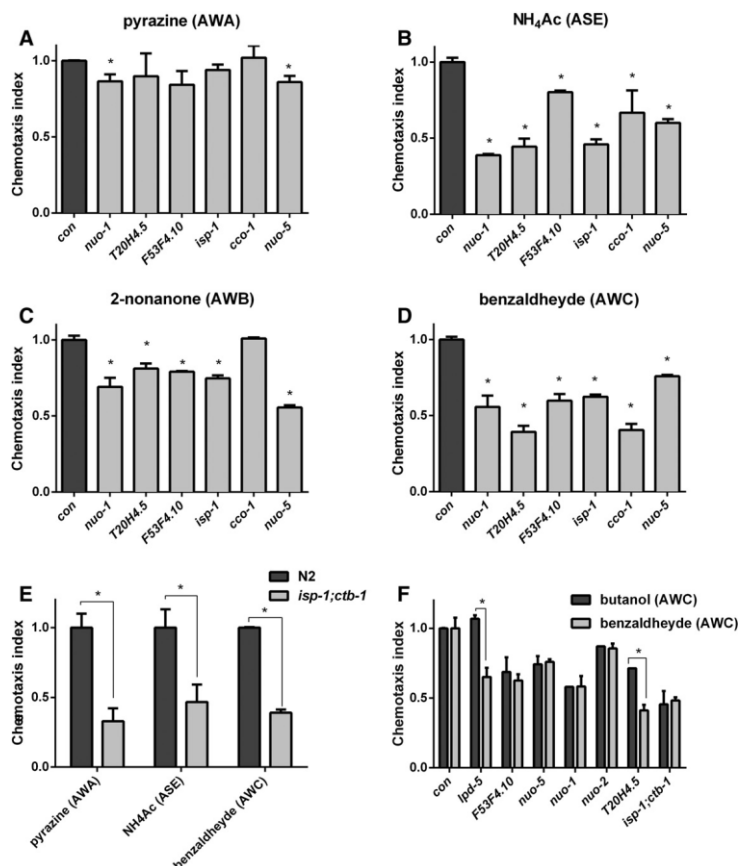 A
pyrazine (AWA)
Chemotaxis index
1.0
0.5
0.0
*
*
con
nuo-1
T20H4.5
F53F4.10
isp-1
cco-1
nuo-5
B
NH4Ac (ASE)
Chemotaxis index
1.0
0.5
0.0
*
*
*
*
*
*
con
nuo-1
T20H4.5
F53F4.10
isp-1
cco-1
nuo-5
C
2-nonanone (AWB)
Chemotaxis index
1.0
0.5
0.0
*
*
*
*
*
con
nuo-1
T20H4.5
F53F4.10
isp-1
cco-1
nuo-5
D
benzaldheyde (AWC)
Chemotaxis index
1.0
0.5
0.0
*
*
*
*
*
*
con
nuo-1
T20H4.5
F53F4.10
isp-1
cco-1
nuo-5
E
N2
isp-1;ctb-1
Chemotaxis index
1.0
0.5
0.0
*
*
*
pyrazine (AWA)
NH4Ac (ASE)
benzaldheyde (AWC)
F
butanol (AWC)
benzaldheyde (AWC)
Chemotaxis index
1.0
0.5
0.0
*
*
con
lpd-5
F53F4.10
nuo-5
nuo-1
nuo-2
T20H4.5
isp-1;ctb-1